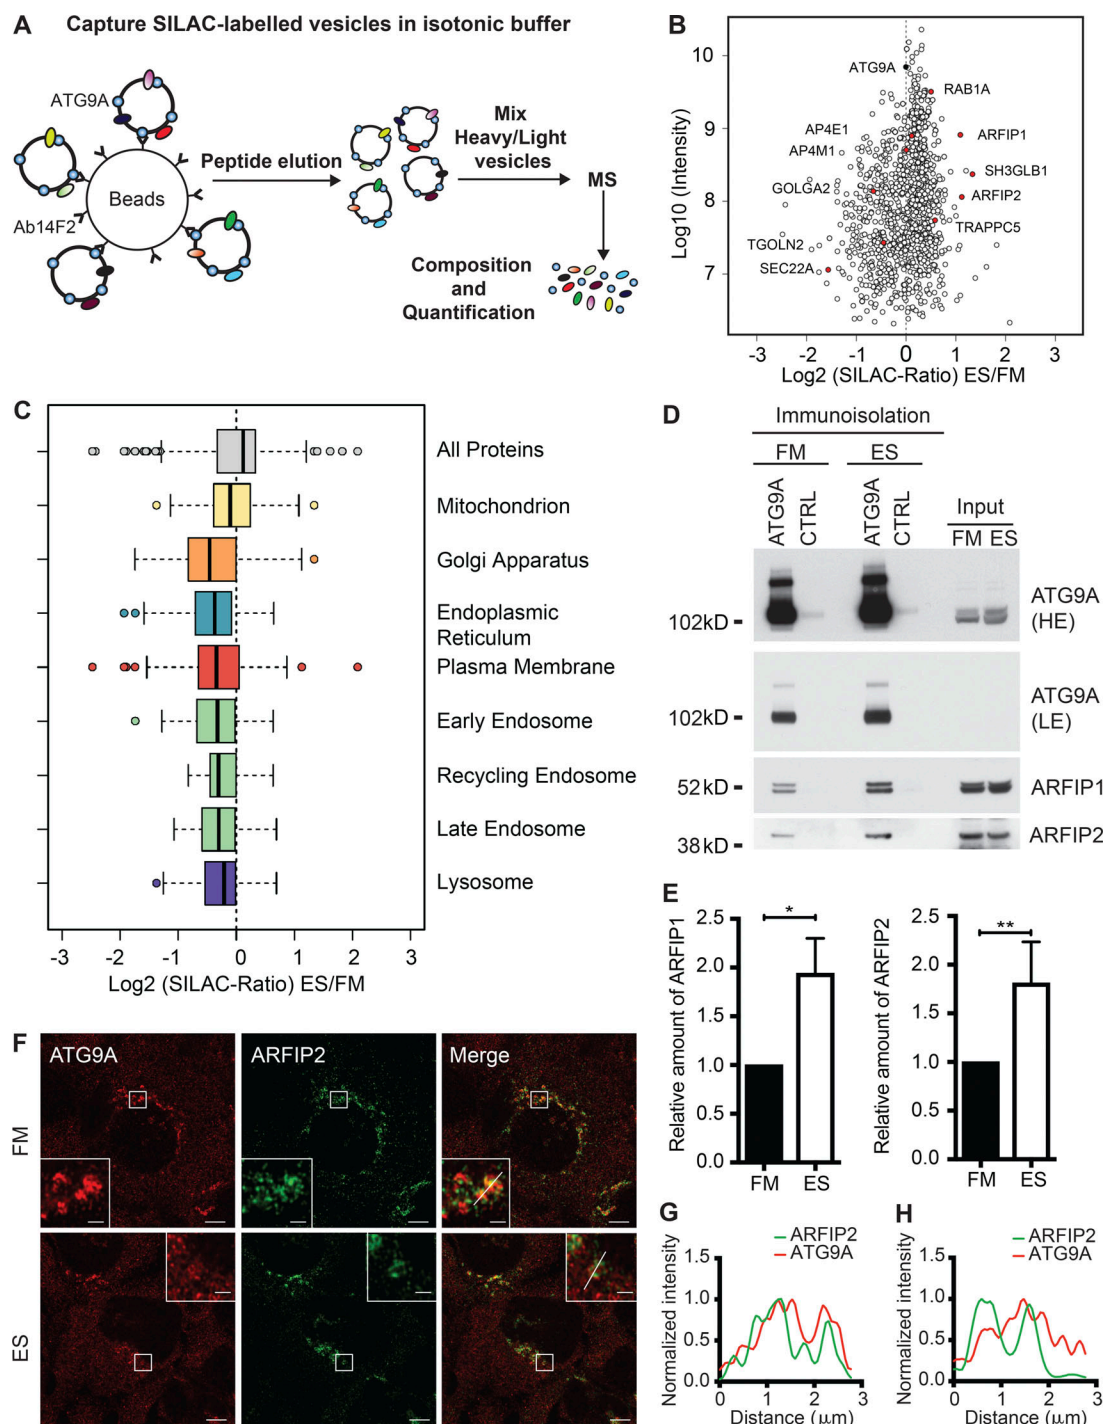 A Capture SILAC-labelled vesicles in isotonic buffer
ATG9A
Beads
Ab14F2
Peptide elution
Mix
Heavy/Light
vesicles
MS
Composition
and
Quantification
B
Log10 (Intensity)
10
9
8
7
ATG9A
RAB1A
AP4E1
ARFIP1
AP4M1
SH3GLB1
GOLGA2
ARFIP2
TRAPPC5
TGOLN2
SEC22A
-3 -2 -1 0 1 2 3
Log2 (SILAC-Ratio) ES/FM
C
All Proteins
Mitochondrion
Golgi Apparatus
Endoplasmic
Reticulum
Plasma Membrane
Early Endosome
Recycling Endosome
Late Endosome
Lysosome
-3 -2 -1 0 1 2 3
Log2 (SILAC-Ratio) ES/FM
D
Immunoisolation
FM ES
ATG9A CTRL ATG9A CTRL
Input
FM ES
102kD
ATG9A
(HE)
102kD
ATG9A
(LE)
52kD
ARFIP1
38kD
ARFIP2
E
Relative amount of ARFIP1
2.5
2.0
1.5
1.0
0.5
0.0
*
FM ES
Relative amount of ARFIP2
2.5
2.0
1.5
1.0
0.5
0.0
**
FM ES
F
ATG9A ARFIP2 Merge
FM
ES
G
ARFIP2
ATG9A
Normalized intensity
1.5
1.0
0.5
0
0 1 2 3
Distance (μm)
H
ARFIP2
ATG9A
Normalized intensity
1.5
1.0
0.5
0
0 1 2 3
Distance (μm)